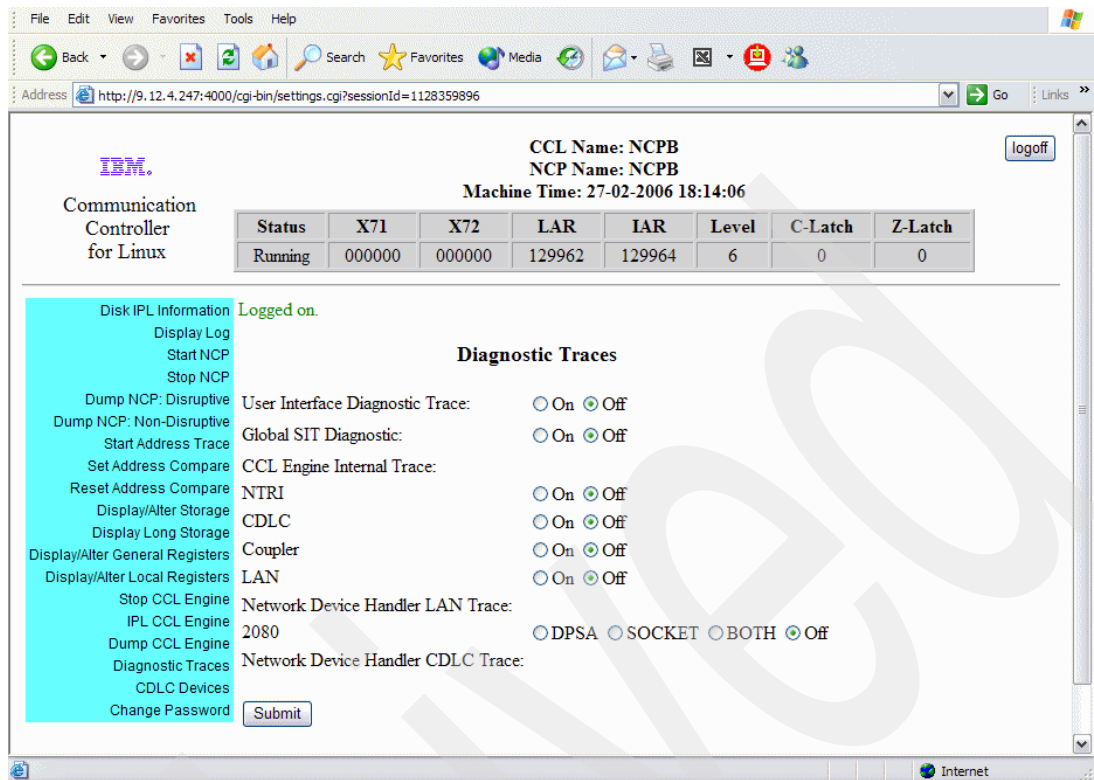 File Edit View Favorites Tools Help
Back Search Favorites Media
Address http://9.12.4.247:4000/cgi-bin/settings.cgi?sessionId=1128359896 Go Links »
IBM.
Communication
Controller
for Linux
CCL Name: NCPB
NCP Name: NCPB
Machine Time: 27-02-2006 18:14:06
logoff
Status X71 X72 LAR IAR Level C-Latch Z-Latch
Running 000000 000000 129962 129964 6 0 0
Disk IPL Information
Display Log
Start NCP
Stop NCP
Dump NCP: Disruptive
Dump NCP: Non-Disruptive
Start Address Trace
Set Address Compare
Reset Address Compare
Display/Alter Storage
Display Long Storage
Display/Alter General Registers
Display/Alter Local Registers
Stop CCL Engine
IPL CCL Engine
Dump CCL Engine
Diagnostic Traces
CDLC Devices
Change Password
Logged on.
Diagnostic Traces
User Interface Diagnostic Trace: On Off
Global SIT Diagnostic: On Off
CCL Engine Internal Trace:
NTRI On Off
CDLC On Off
Coupler On Off
LAN On Off
Network Device Handler LAN Trace:
2080 DPSA SOCKET BOTH Off
Network Device Handler CDLC Trace:
Submit
Internet